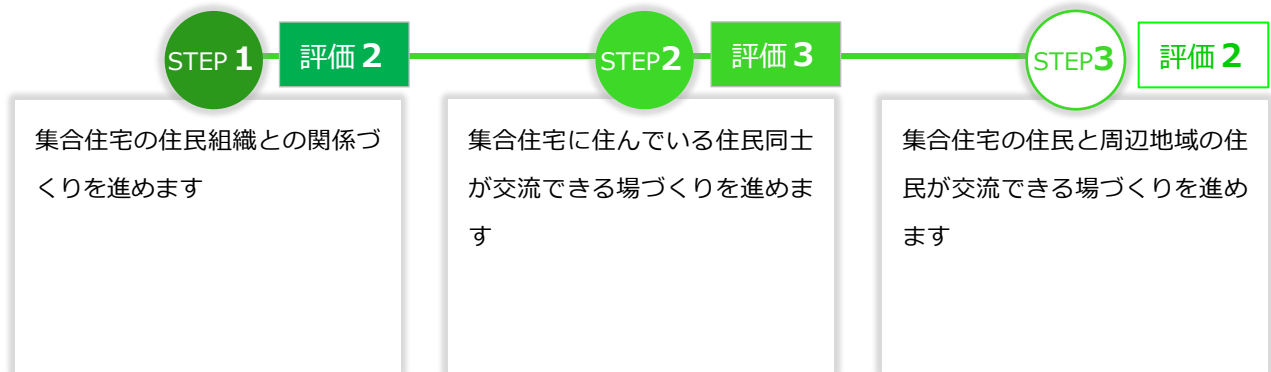 STEP 1 評価 2
集合住宅の住民組織との関係づ
くりを進めます
STEP2 評価 3
集合住宅に住んでいる住民同士
が交流できる場づくりを進めま
す
STEP3 評価 2
集合住宅の住民と周辺地域の住
民が交流できる場づくりを進め
ます